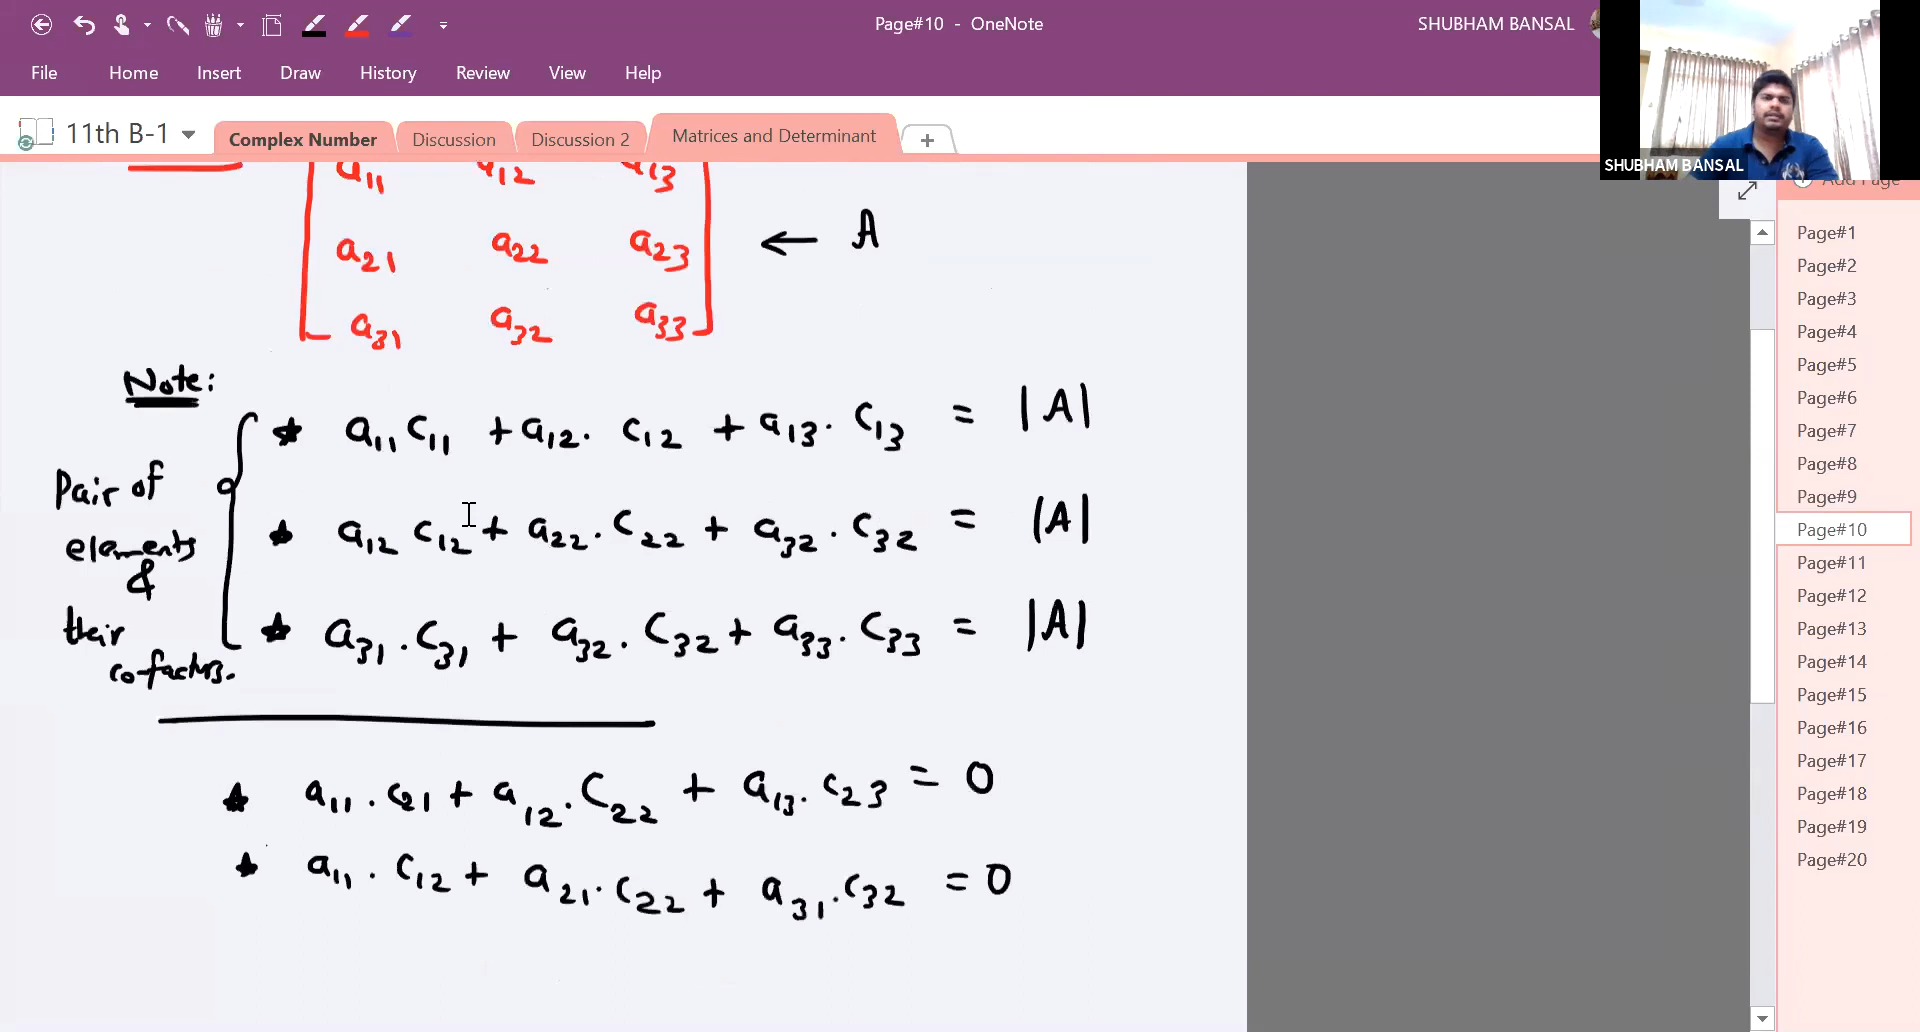 Page#10 - OneNote
SHUBHAM BANSAL
File Home Insert Draw History Review View Help
SHUBHAM BANSAL
11th B-1 Complex Number Discussion Discussion 2 Matrices and Determinant +
Add Page
a11 a12 a13
a21 a22 a23 ← A
a31 a32 a33
Note:
★ a11 C11 + a12 . C12 + a13 . C13 = |A|
★ a12 C12 + a22 . C22 + a32 . C32 = |A|
★ a31 . C31 + a32 . C32 + a33 . C33 = |A|
Pair of
elements
&
their
cofactors.
★ a11 . C21 + a12 . C22 + a13 . C23 = 0
★ a11 . C12 + a21 . C22 + a31 . C32 = 0
Page#1
Page#2
Page#3
Page#4
Page#5
Page#6
Page#7
Page#8
Page#9
Page#10
Page#11
Page#12
Page#13
Page#14
Page#15
Page#16
Page#17
Page#18
Page#19
Page#20